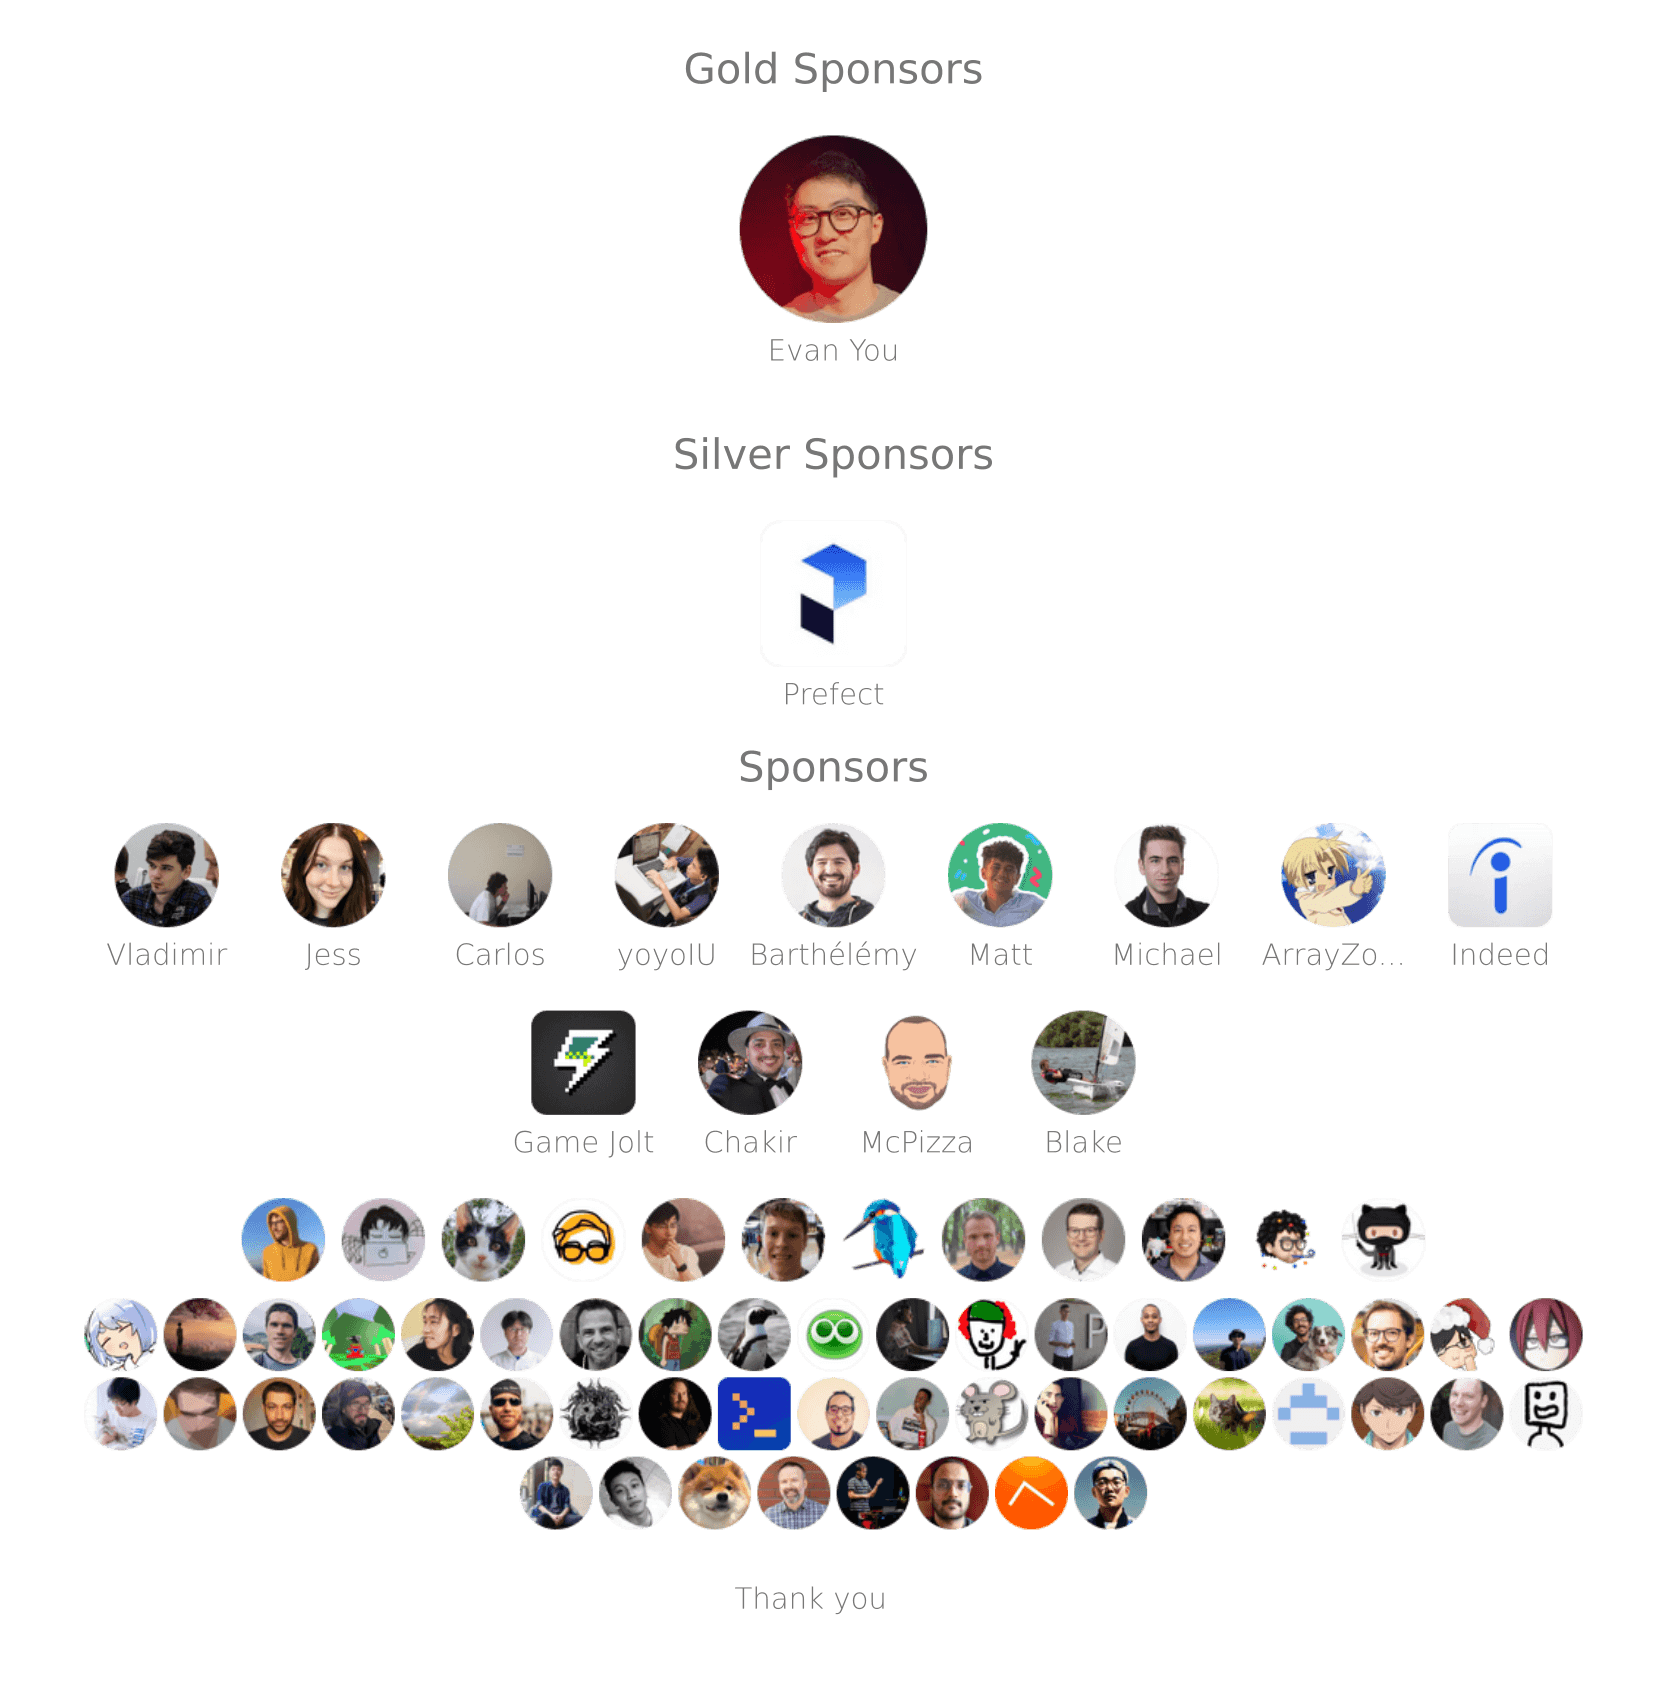 Gold Sponsors
Evan You
Silver Sponsors
Prefect
Sponsors
Vladimir Jess Carlos yoyoIU Barthélémy Matt Michael ArrayZo... Indeed
Game Jolt Chakir McPizza Blake
Thank you